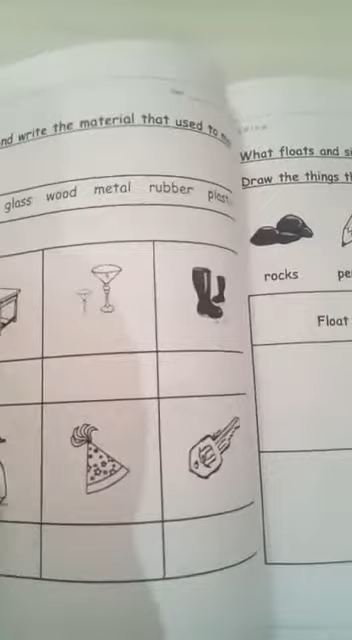 nd write the material that used to
glass wood metal rubber
What floats and
Draw the things
rocks
Float